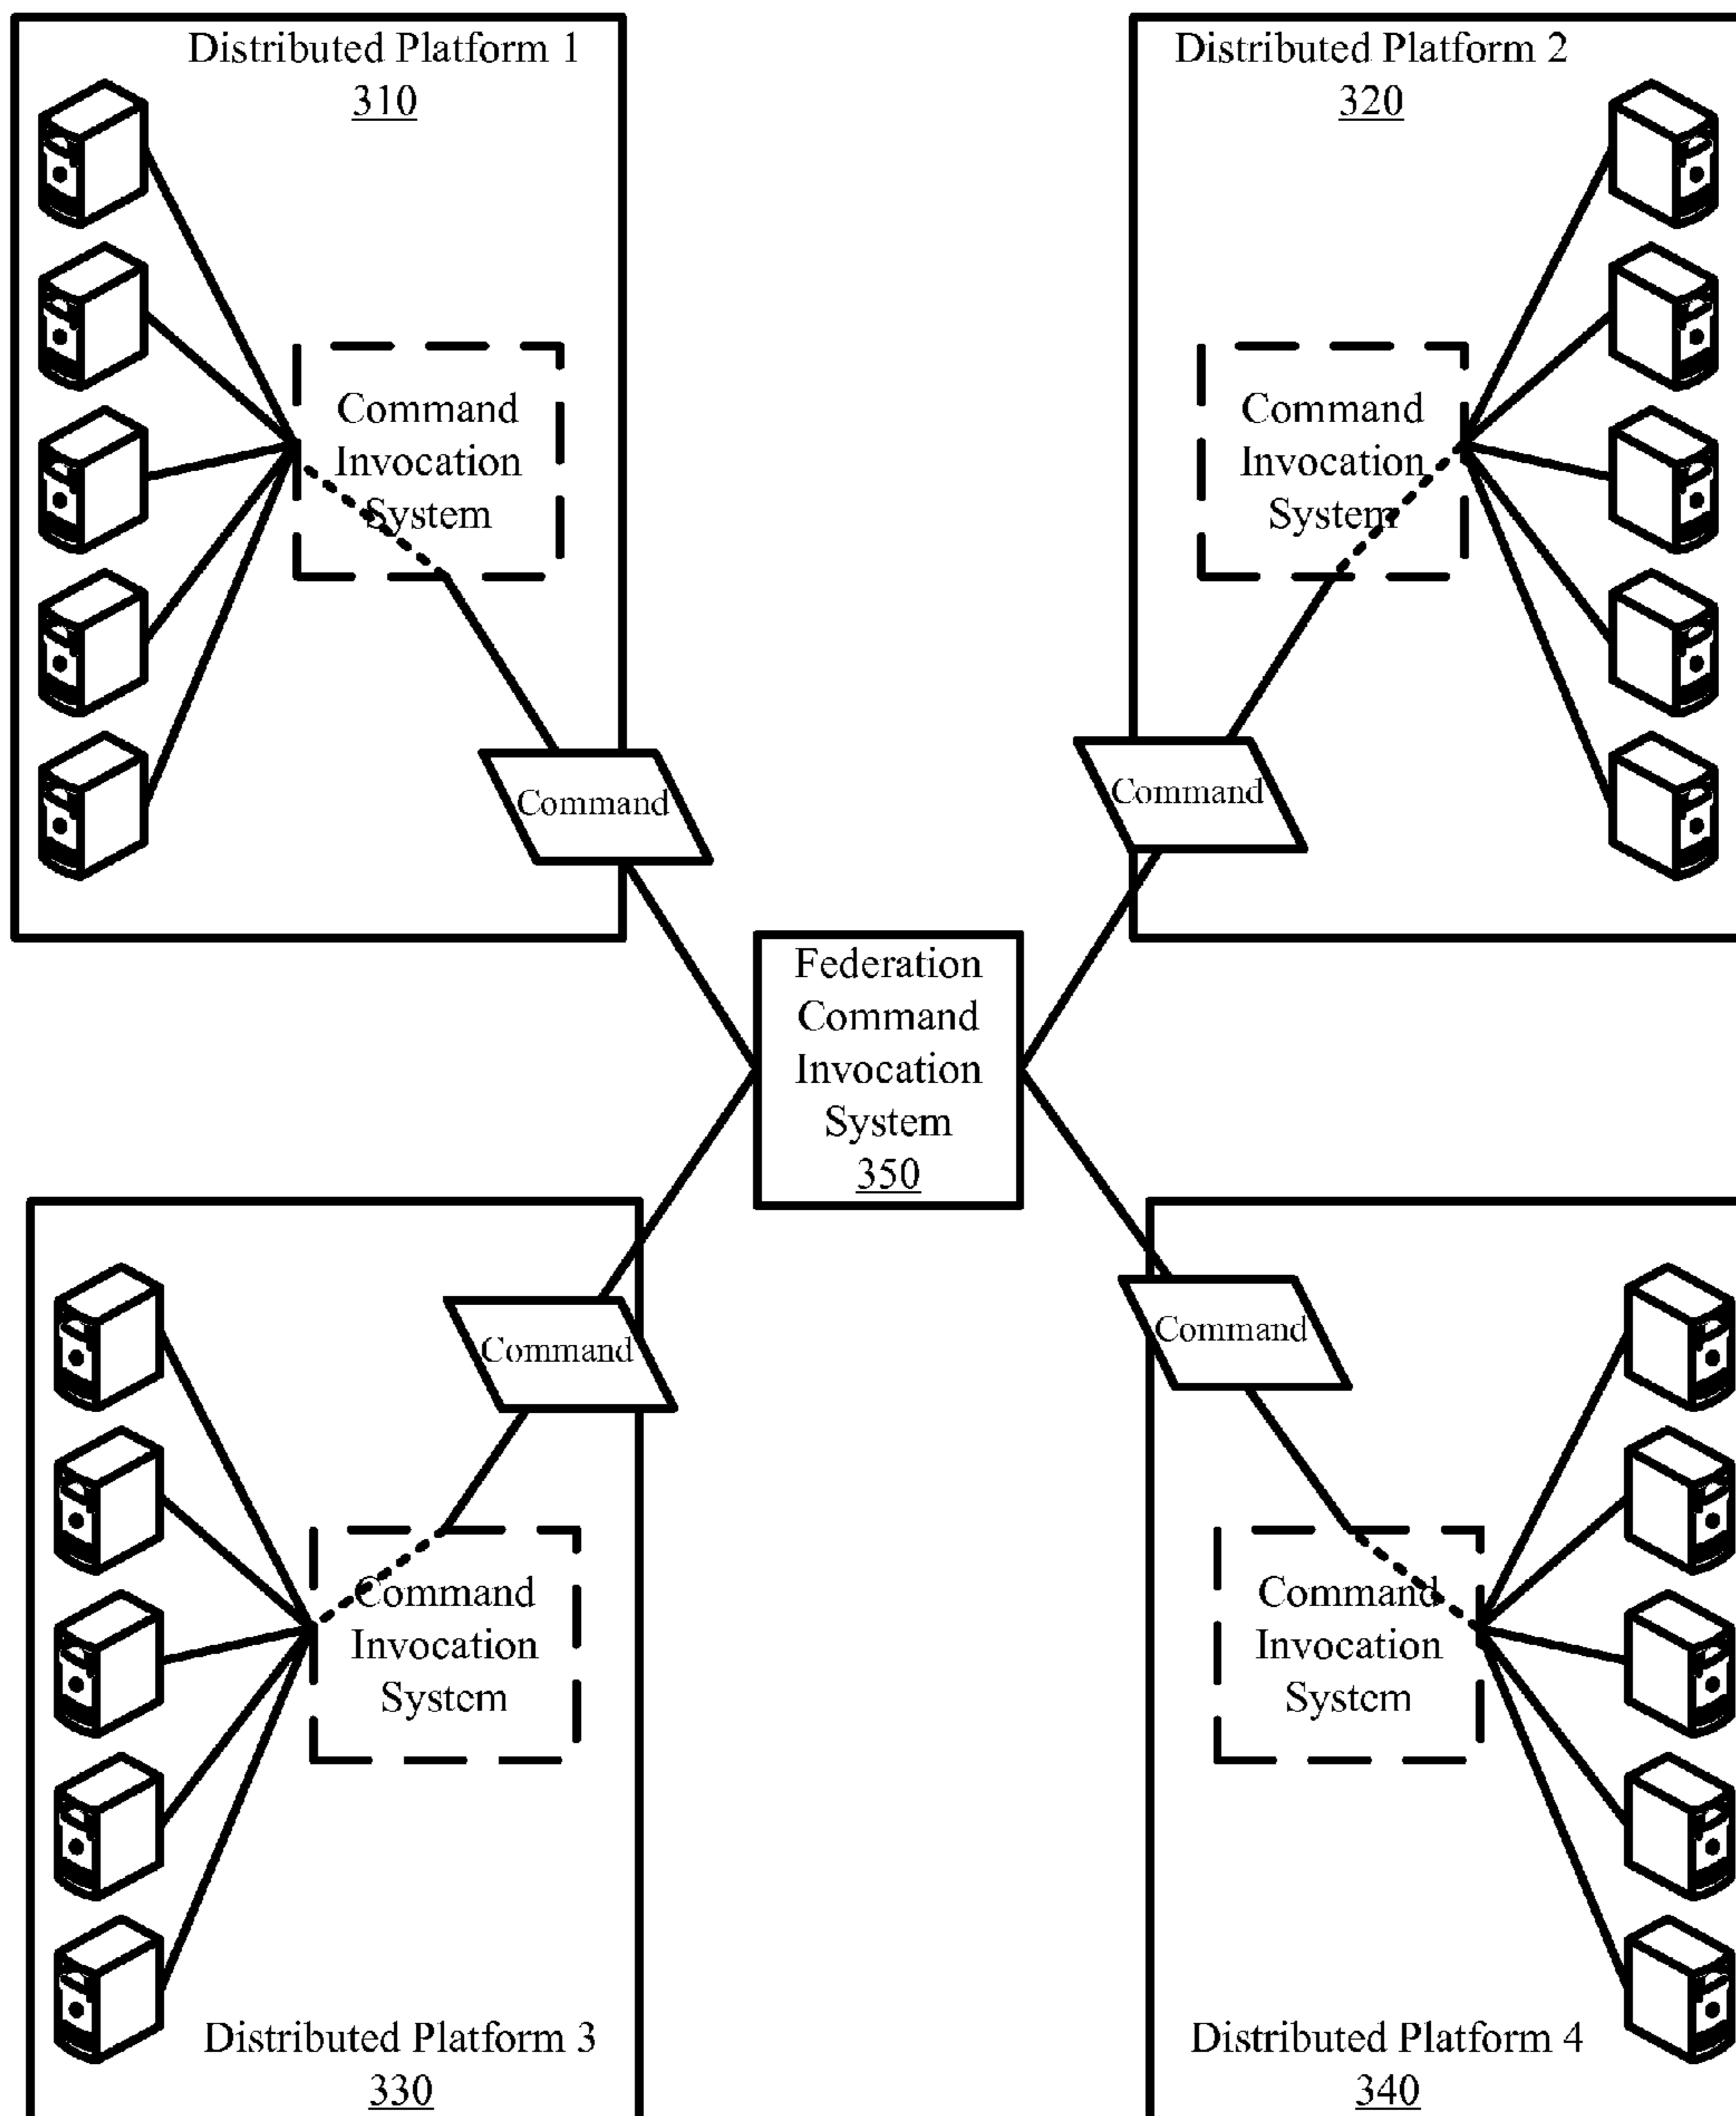 Distributed Platform 1
310
Distributed Platform 2
320
Command
Invocation
System
Command
Invocation
System
Command
Command
Federation
Command
Invocation
System
350
Command
Command
Command
Invocation
System
Command
Invocation
System
Distributed Platform 3
330
Distributed Platform 4
340